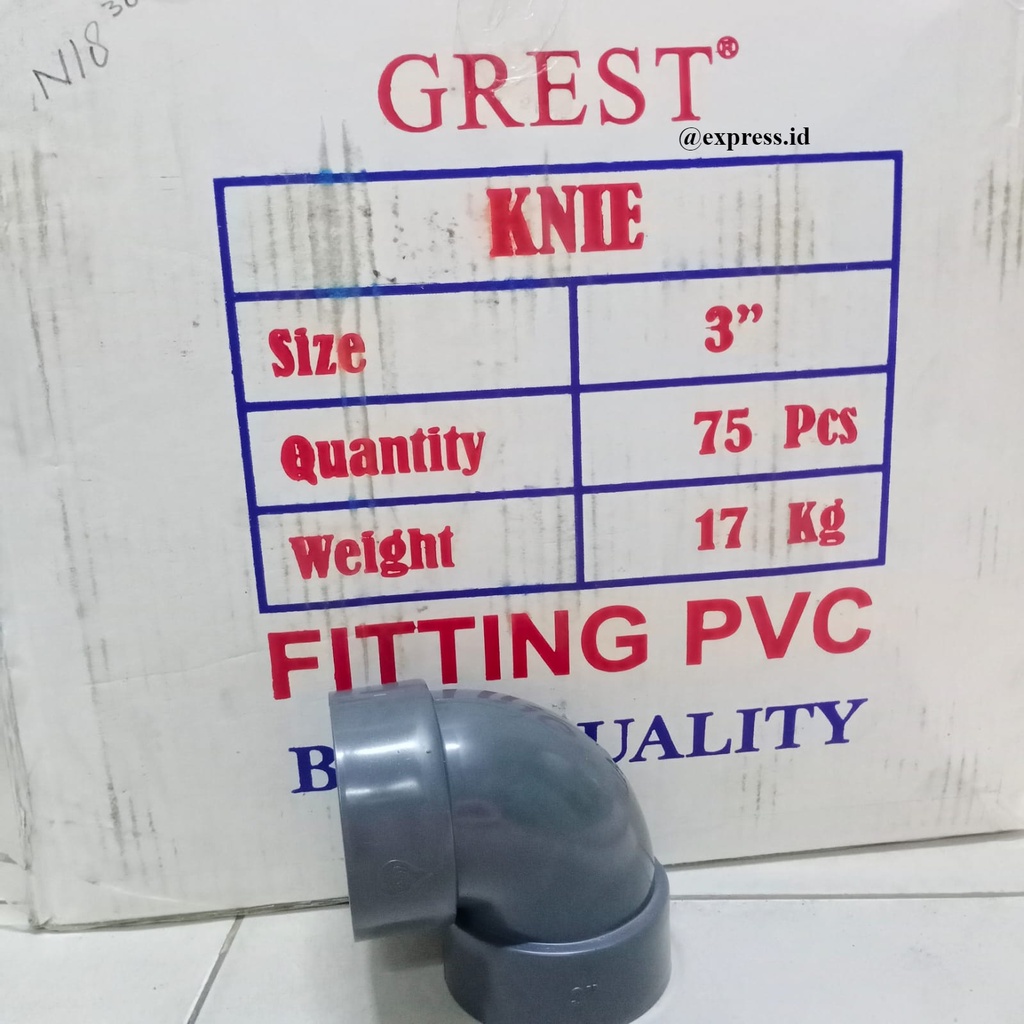 N18
GREST®
@express.id
KNIE
Size 3”
Quantity 75 Pcs
Weight 17 Kg
FITTING PVC
B UALITY